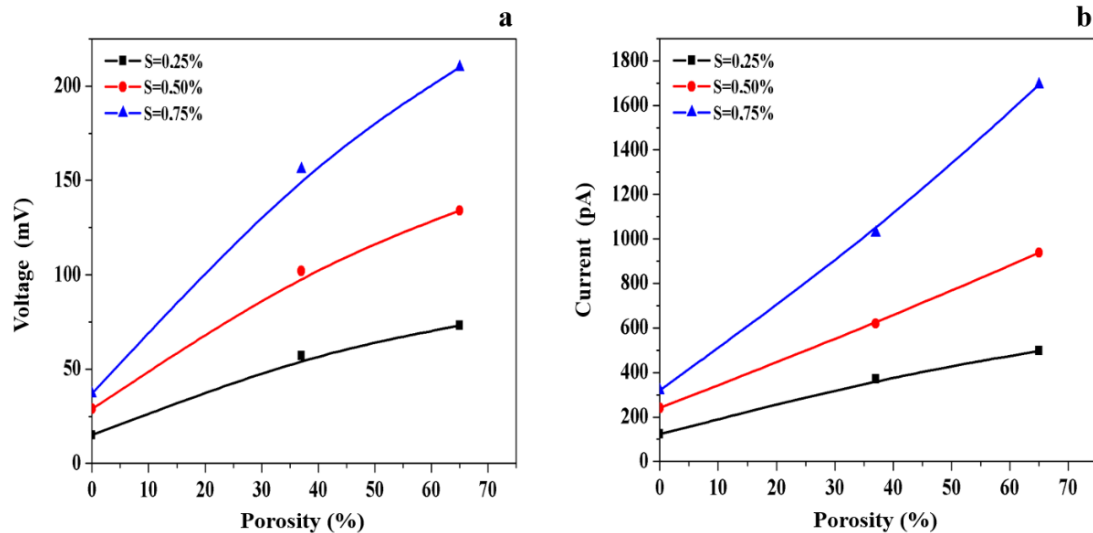 a
S=0.25%
S=0.50%
S=0.75%
200
150
100
50
0
Voltage (mV)
0 10 20 30 40 50 60 70
Porosity (%)
b
S=0.25%
S=0.50%
S=0.75%
1800
1600
1400
1200
1000
800
600
400
200
0
Current (pA)
0 10 20 30 40 50 60 70
Porosity (%)